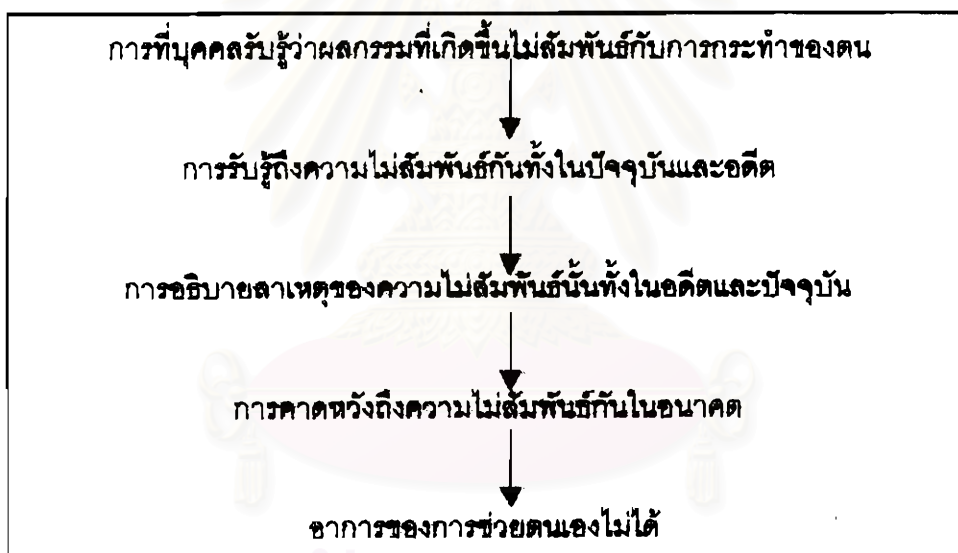 การที่บุคคลรับรู้ว่าผลกรรมที่เกิดขึ้นไม่สัมพันธ์กับการกระทำของตน
การรับรู้ถึงความไม่สัมพันธ์กันทั้งในปัจจุบันและอดีต
การอธิบายสาเหตุของความไม่สัมพันธ์นั้นทั้งในอดีตและปัจจุบัน
การคาดหวังถึงความไม่สัมพันธ์กันในอนาคต
อาการของการช่วยตนเองไม่ได้